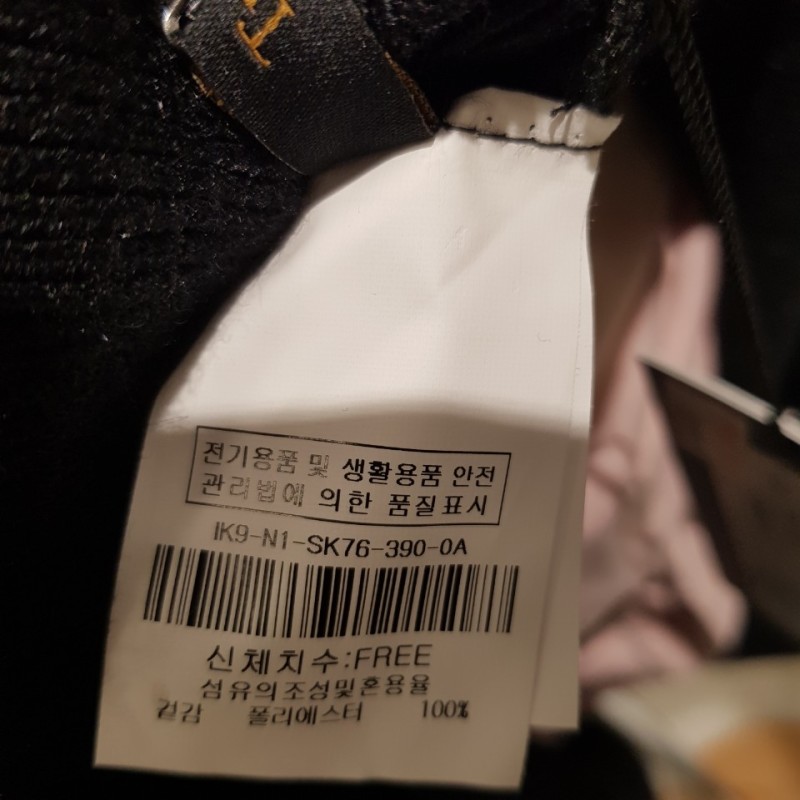 전기용품 및 생활용품 안전
관리법에 의한 품질표시
IK9-N1-SK76-390-0A
신체치수:FREE
섬유의조성및혼용율
겉감 폴리에스터 100%